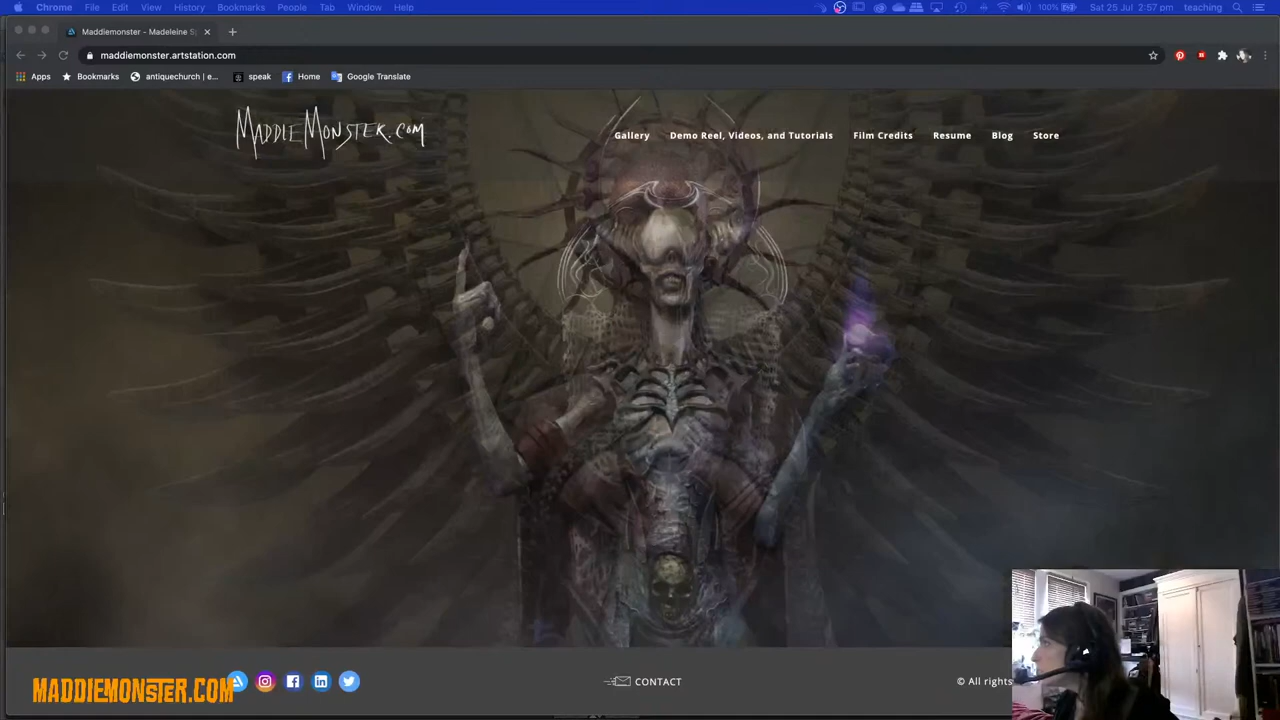 Chrome File Edit View History Bookmarks People Tab Window Help 100% Sat 25 Jul 2:57 pm teaching
Maddiemonster - Madeleine S
maddiemonster.artstation.com
Apps Bookmarks antiquechurch | e... speak Home Google Translate
MADDIEMONSTER.COM
Gallery Demo Reel, Videos, and Tutorials Film Credits Resume Blog Store
MADDIEMONSTER.COM
CONTACT
© All rights